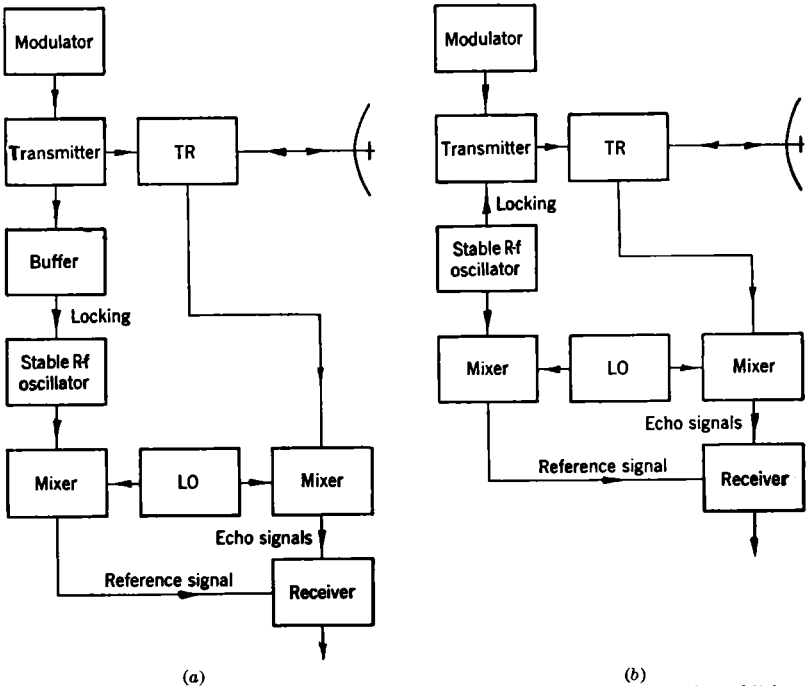 Modulator
Transmitter
TR
Buffer
Locking
Stable R-f
oscillator
Mixer
LO
Mixer
Echo signals
Reference signal
Receiver
(a)
Modulator
Transmitter
TR
Locking
Stable R-f
oscillator
Mixer
LO
Mixer
Echo signals
Reference signal
Receiver
(b)